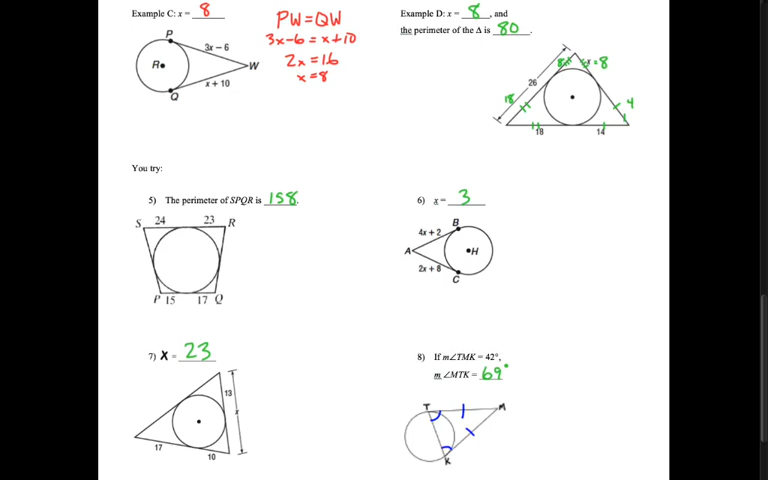 Example C: x = 8
PW=QW
3x-6 = x+10
2x=16
x=8
P
3x – 6
R
W
x + 10
Q
Example D: x = 8, and
the perimeter of the Δ is 80.
8
x = 8
26
18
4
18
14
You try:
5) The perimeter of SPQR is 158.
S 24 23 R
P 15 17 Q
6) x = 3
B
4x + 2
A
H
2x + 8
C
7) X = 23
13
x
17
10
8) If m∠TMK = 42°,
m∠MTK = 69°
T
M
K